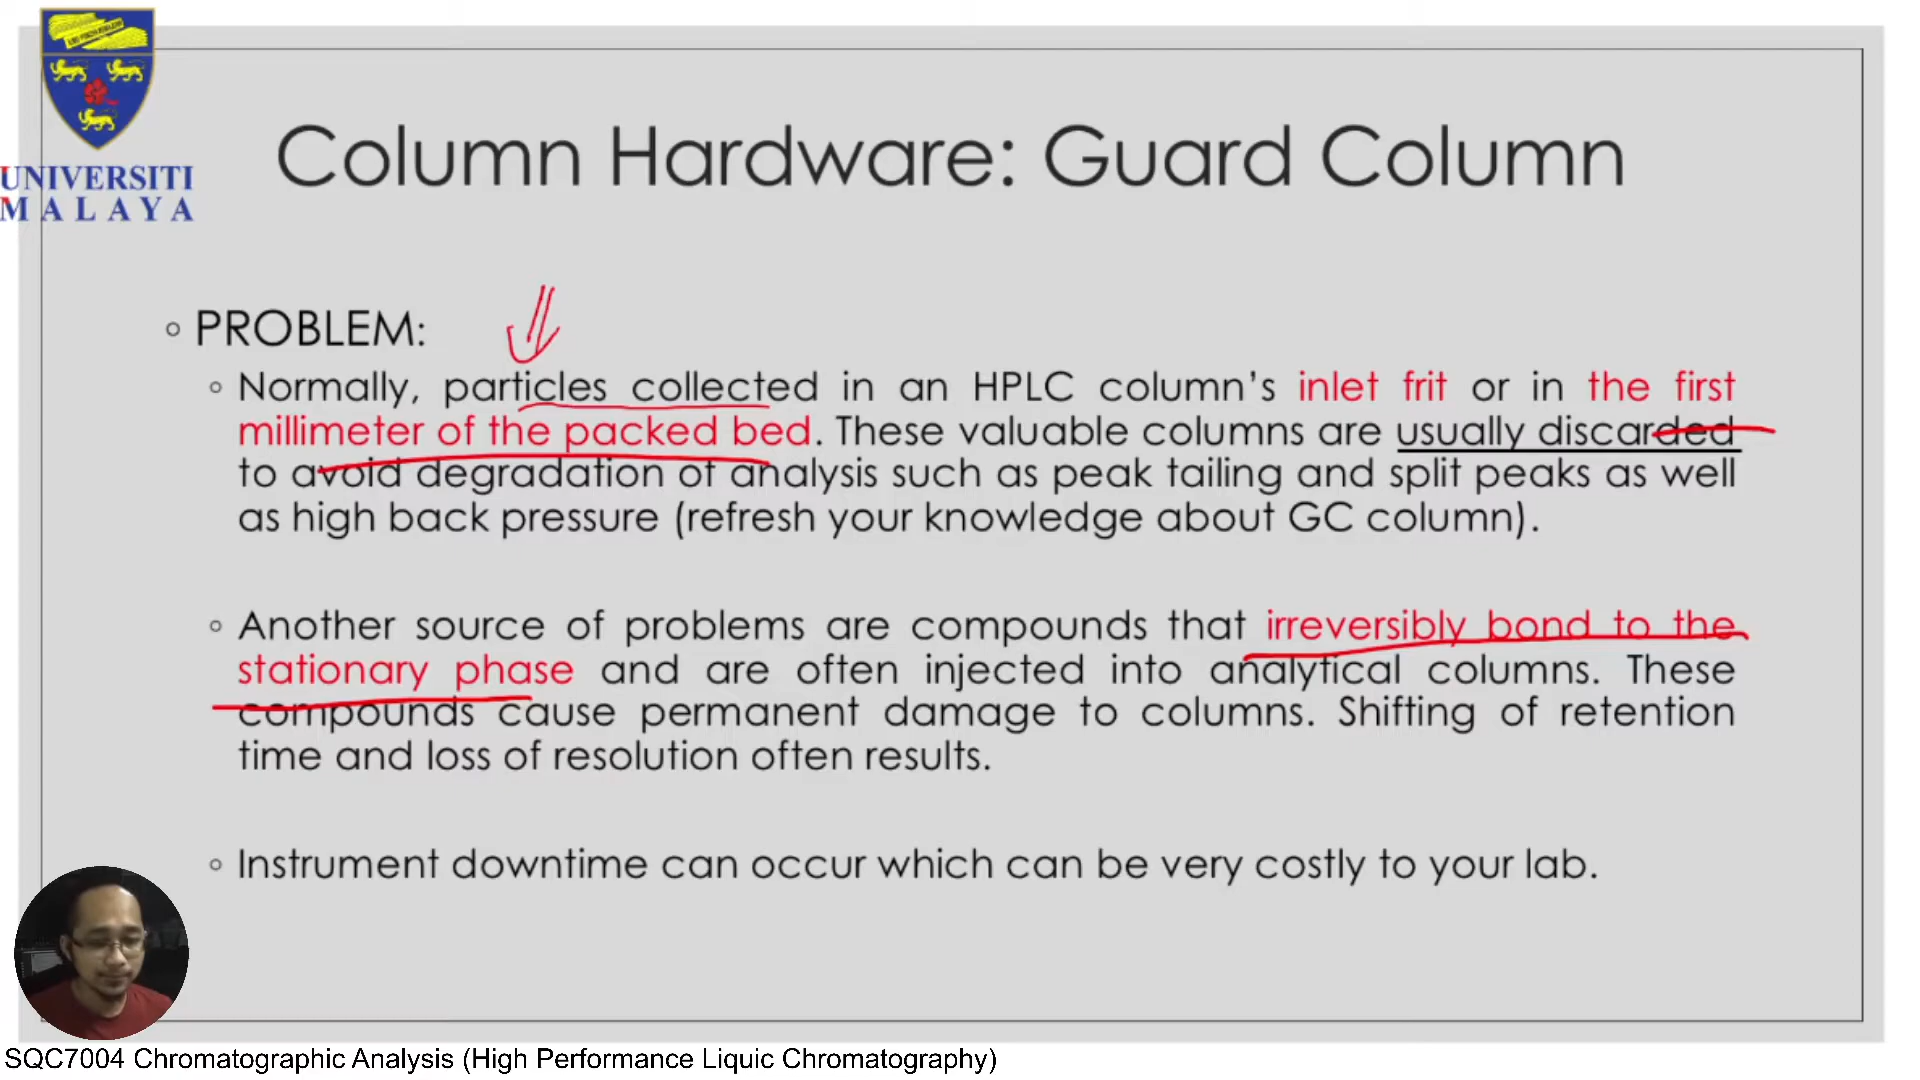 UNIVERSITI
MALAYA
Column Hardware: Guard Column
PROBLEM:
Normally, particles collected in an HPLC column’s inlet frit or in the first
millimeter of the packed bed. These valuable columns are usually discarded
to avoid degradation of analysis such as peak tailing and split peaks as well
as high back pressure (refresh your knowledge about GC column).
Another source of problems are compounds that irreversibly bond to the
stationary phase and are often injected into analytical columns. These
compounds cause permanent damage to columns. Shifting of retention
time and loss of resolution often results.
Instrument downtime can occur which can be very costly to your lab.
SQC7004 Chromatographic Analysis (High Performance Liquic Chromatography)